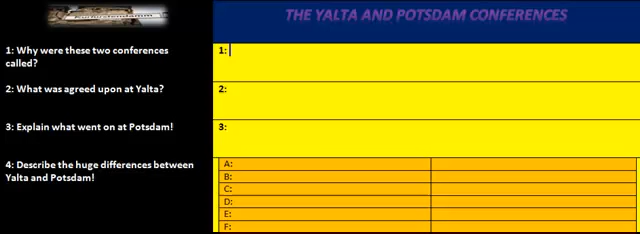 THE YALTA AND POTSDAM CONFERENCES
1: Why were these two conferences
called?
1:
2: What was agreed upon at Yalta?
2:
3: Explain what went on at Potsdam!
3:
4: Describe the huge differences between
Yalta and Potsdam!
A:
B:
C:
D:
E:
F: